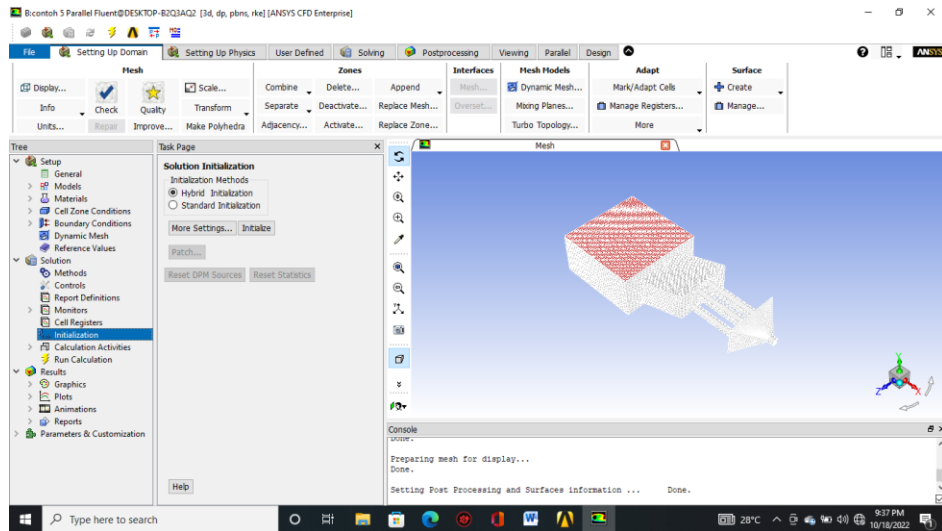 B:contoh 5 Parallel Fluent@DESKTOP-B2Q3AQ2 [3d, dp, pbns, rke] [ANSYS CFD Enterprise]
File Setting Up Domain Setting Up Physics User Defined Solving Postprocessing Viewing Parallel Design ANSYS
Mesh Zones Interfaces Mesh Models Adapt Surface
Display... Scale... Combine Delete... Append Mesh... Dynamic Mesh... Mark/Adapt Cells Create
Info Check Quality Transform Separate Deactivate... Replace Mesh... Overset... Mixing Planes... Manage Registers... Manage...
Units... Repair Improve... Make Polyhedra Adjacency... Activate... Replace Zone... Turbo Topology... More
Tree
Setup
General
Models
Materials
Cell Zone Conditions
Boundary Conditions
Dynamic Mesh
Reference Values
Solution
Methods
Controls
Report Definitions
Monitors
Cell Registers
Initialization
Calculation Activities
Run Calculation
Results
Graphics
Plots
Animations
Reports
Parameters & Customization
Task Page
Solution Initialization
Initialization Methods
Hybrid Initialization
Standard Initialization
More Settings... Initialize
Patch...
Reset DPM Sources Reset Statistics
Help
Mesh
Y
Z X
Console
Done.
Preparing mesh for display...
Done.
Setting Post Processing and Surfaces information ... Done.
Type here to search
28°C
9:37 PM
10/18/2022